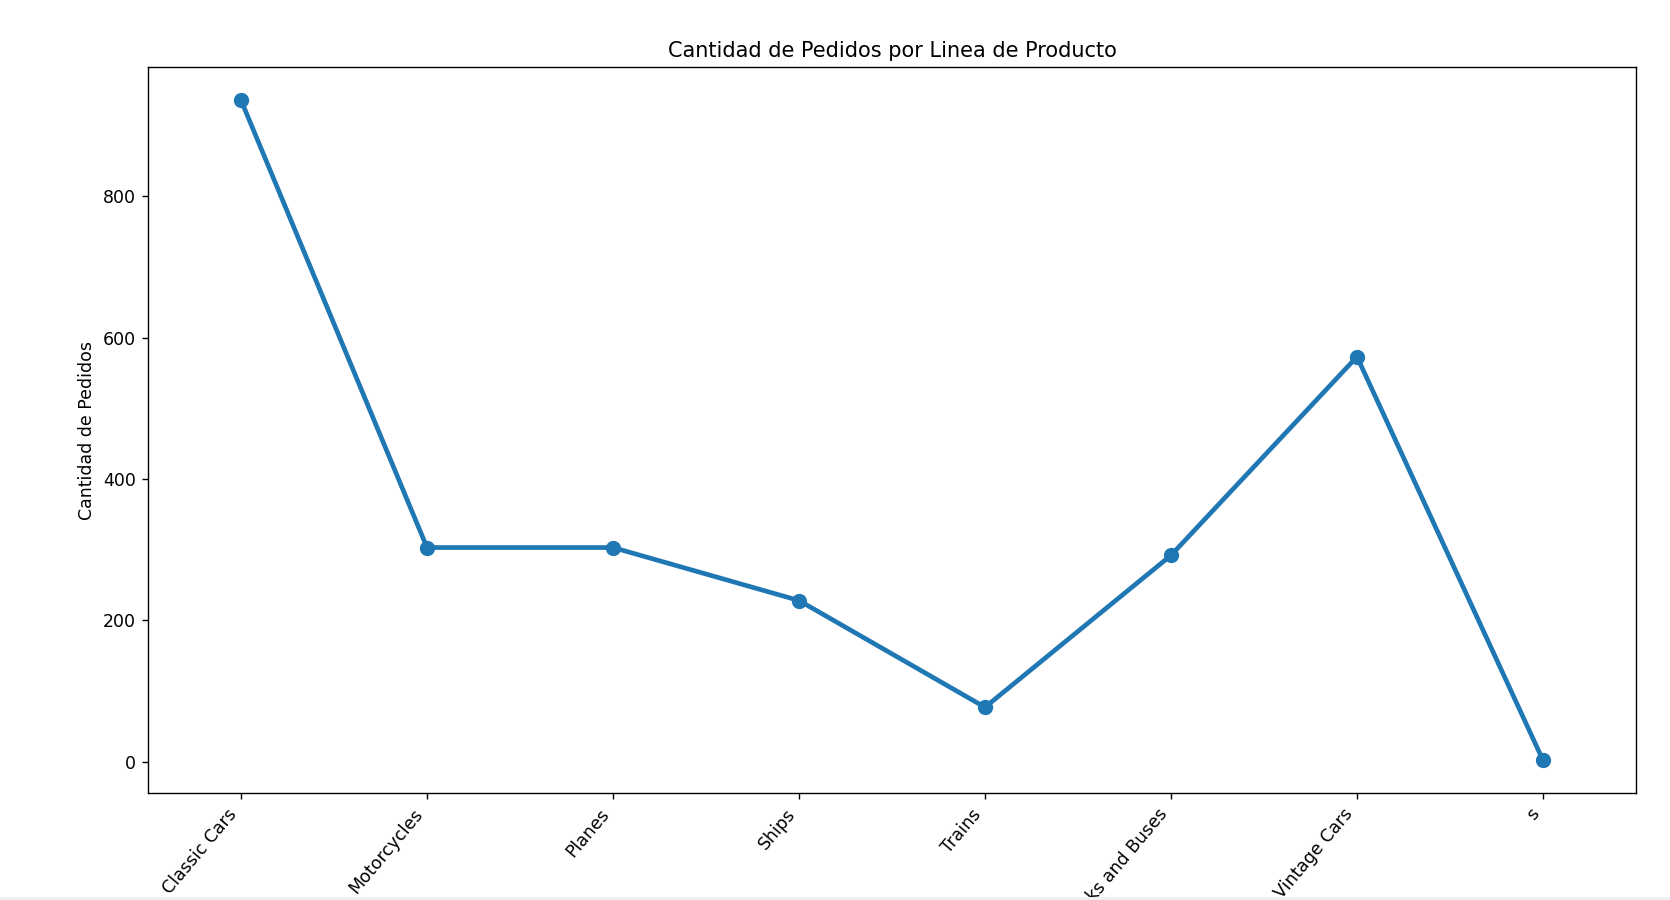 Cantidad de Pedidos por Linea de Producto
Cantidad de Pedidos
800
600
400
200
0
Classic Cars
Motorcycles
Planes
Ships
Trains
ks and Buses
Vintage Cars
s